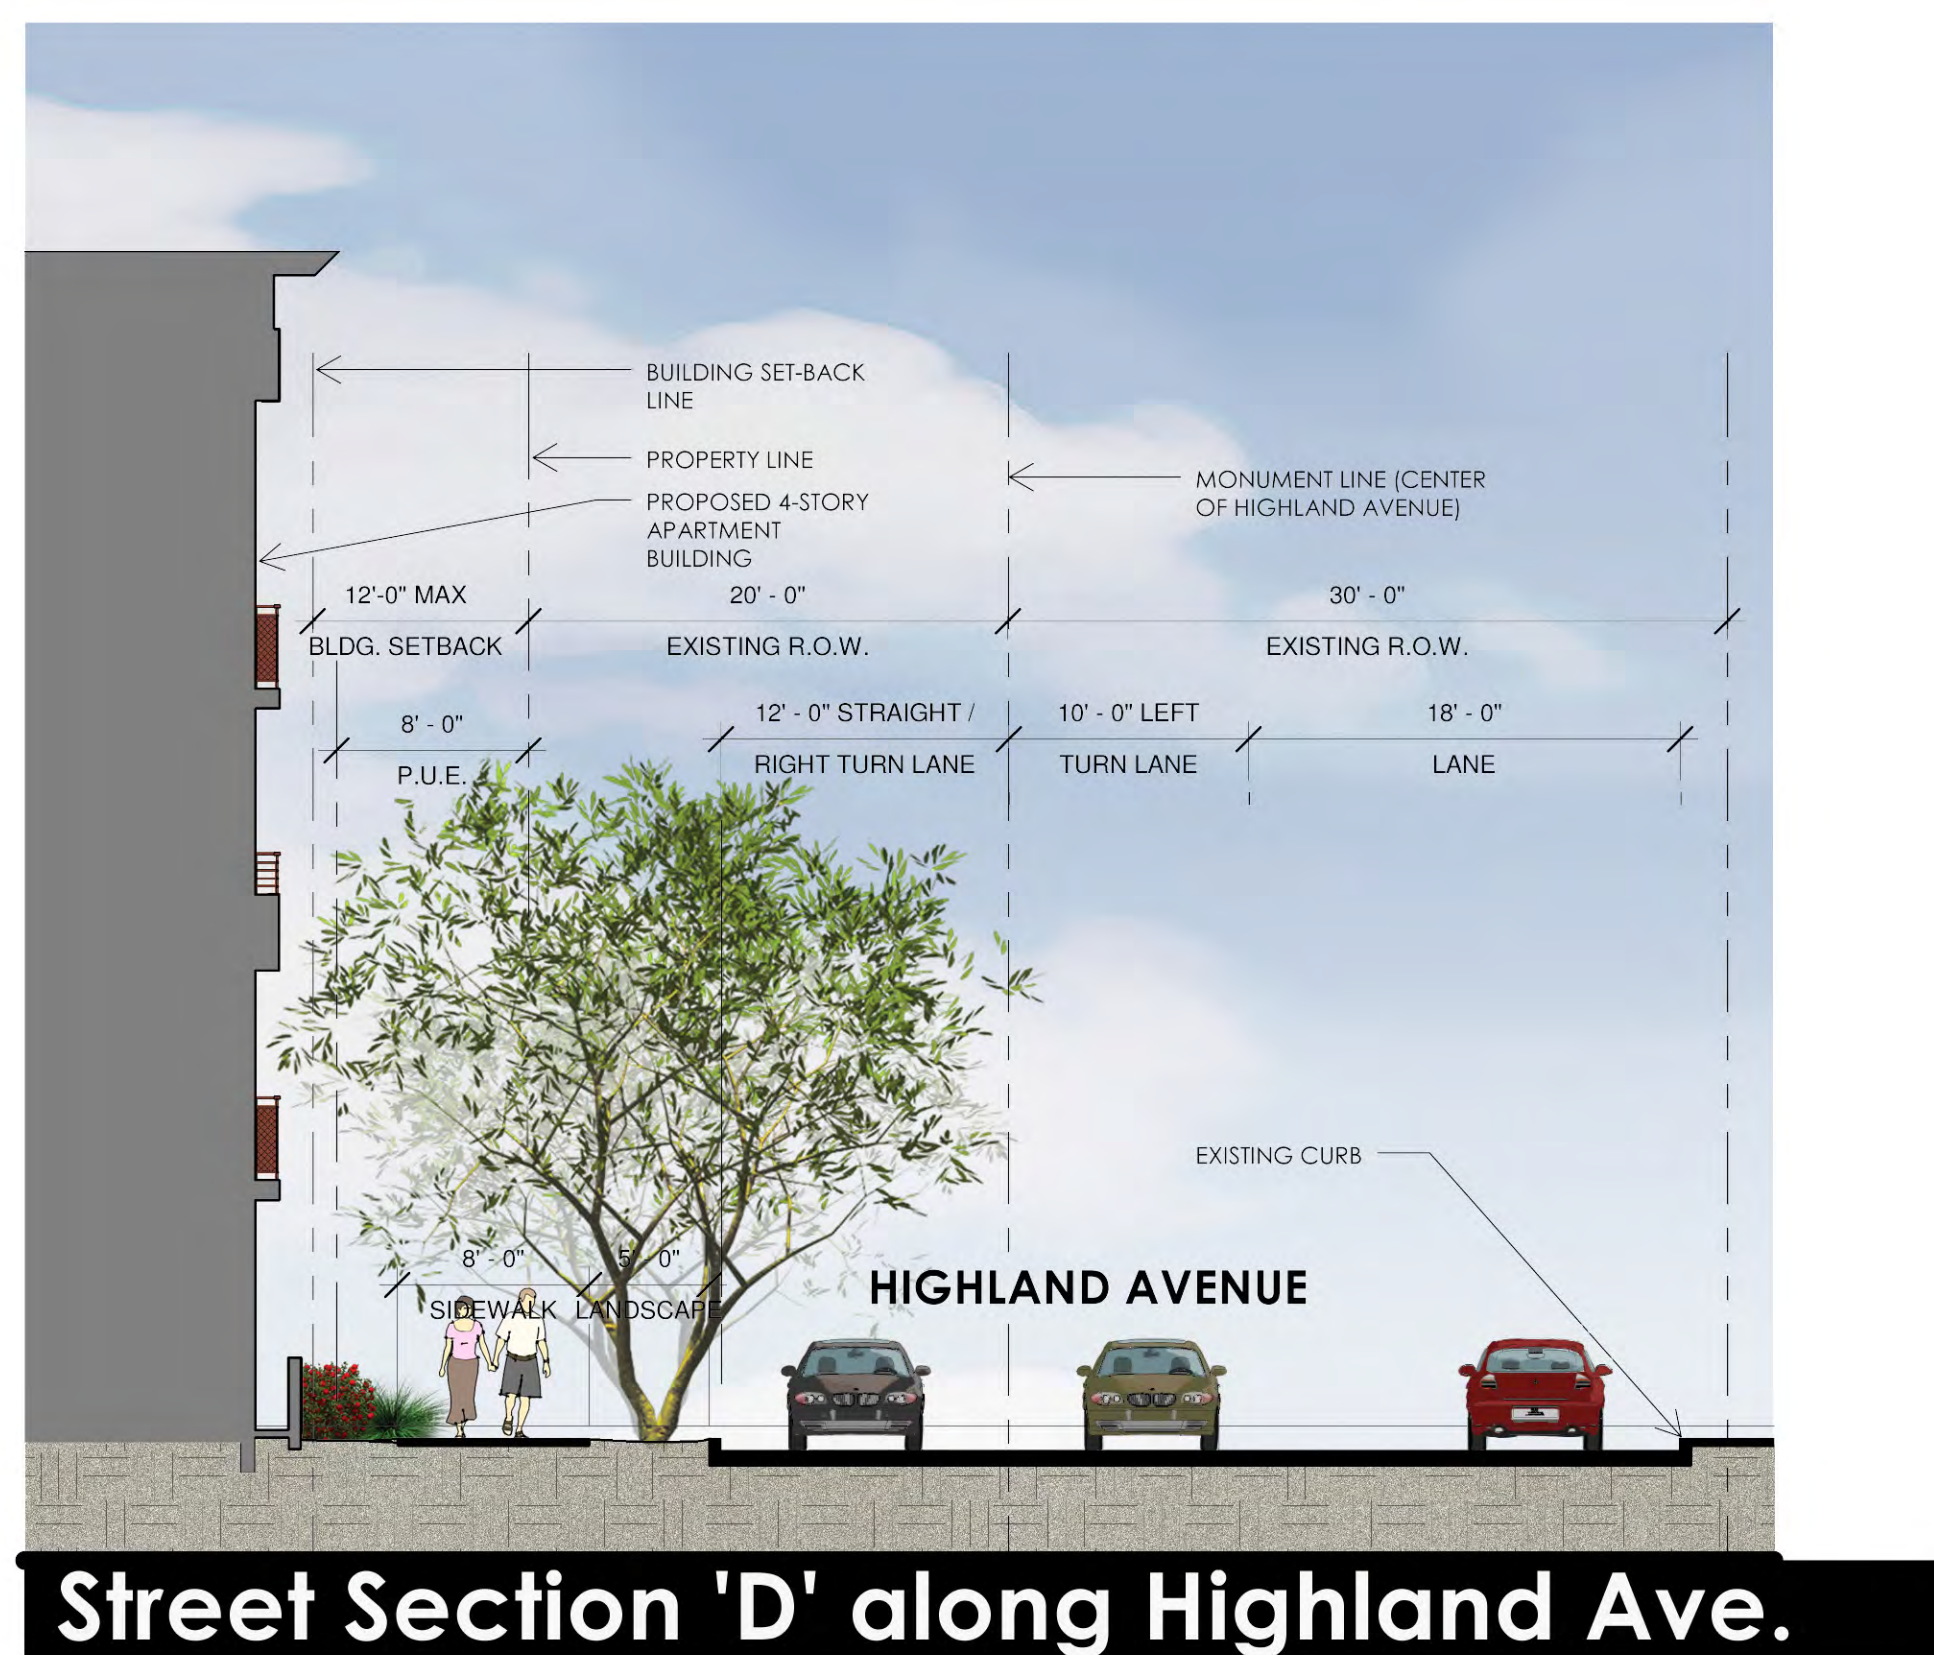 BUILDING SET-BACK
LINE
PROPERTY LINE
PROPOSED 4-STORY
APARTMENT
BUILDING
MONUMENT LINE (CENTER
OF HIGHLAND AVENUE)
12'-0" MAX
BLDG. SETBACK
20' - 0"
EXISTING R.O.W.
30' - 0"
EXISTING R.O.W.
8' - 0"
P.U.E.
12' - 0" STRAIGHT /
RIGHT TURN LANE
10' - 0" LEFT
TURN LANE
18' - 0"
LANE
EXISTING CURB
8' - 0"
SIDEWALK
5' - 0"
LANDSCAPE
HIGHLAND AVENUE
Street Section 'D' along Highland Ave.